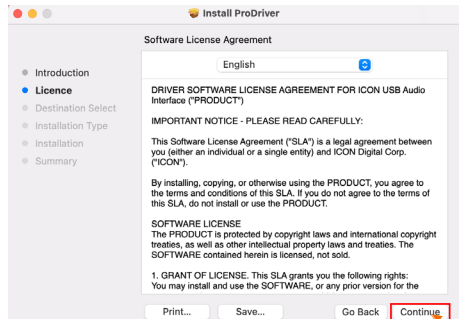 Install ProDriver
Software License Agreement
English
Introduction
Licence
Destination Select
Installation Type
Installation
Summary
DRIVER SOFTWARE LICENSE AGREEMENT FOR ICON USB Audio
Interface ("PRODUCT")
IMPORTANT NOTICE - PLEASE READ CAREFULLY:
This Software License Agreement ("SLA") is a legal agreement between
you (either an individual or a single entity) and ICON Digital Corp.
("ICON").
By installing, copying, or otherwise using the PRODUCT, you agree to
the terms and conditions of this SLA. If you do not agree to the terms of
this SLA, do not install or use the PRODUCT.
SOFTWARE LICENSE
The PRODUCT is protected by copyright laws and international copyright
treaties, as well as other intellectual property laws and treaties. The
SOFTWARE contained herein is licensed, not sold.
1. GRANT OF LICENSE. This SLA grants you the following rights:
You may install and use the SOFTWARE, or any prior version for the
Print... Save... Go Back Continue